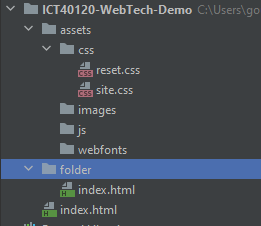 ICT40120-WebTech-Demo C:\Users\go
assets
css
reset.css
site.css
images
js
webfonts
folder
index.html
index.html